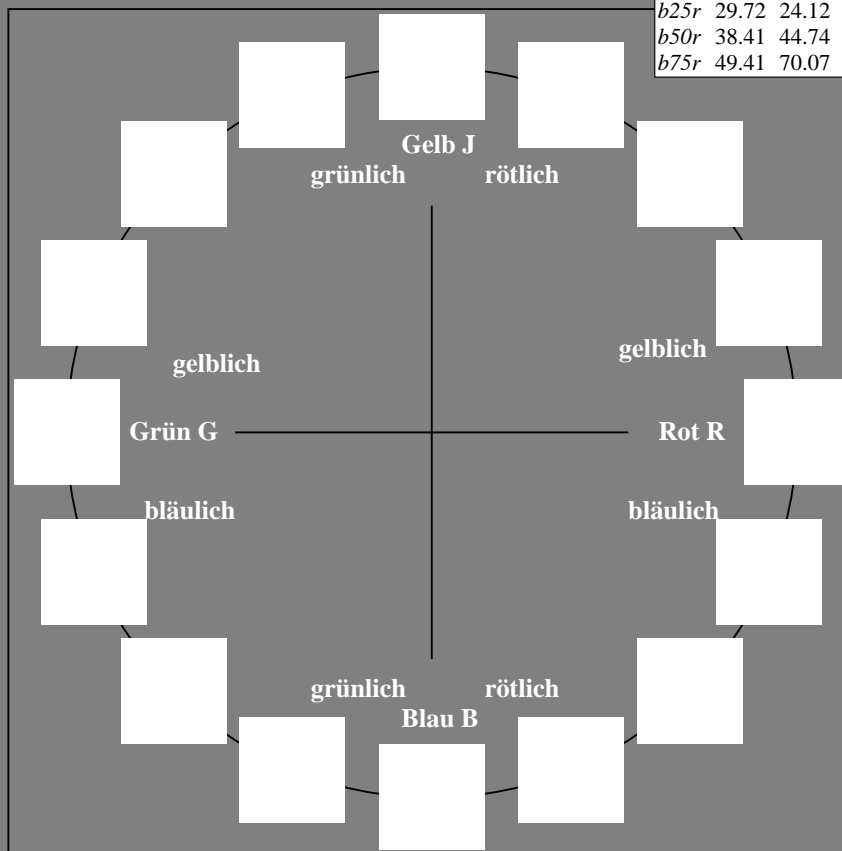 b25r 29.72 24.12
b50r 38.41 44.74
b75r 49.41 70.07
Gelb J
grünlich rötlich
gelblich gelblich
Grün G Rot R
bläulich bläulich
grünlich rötlich
Blau B